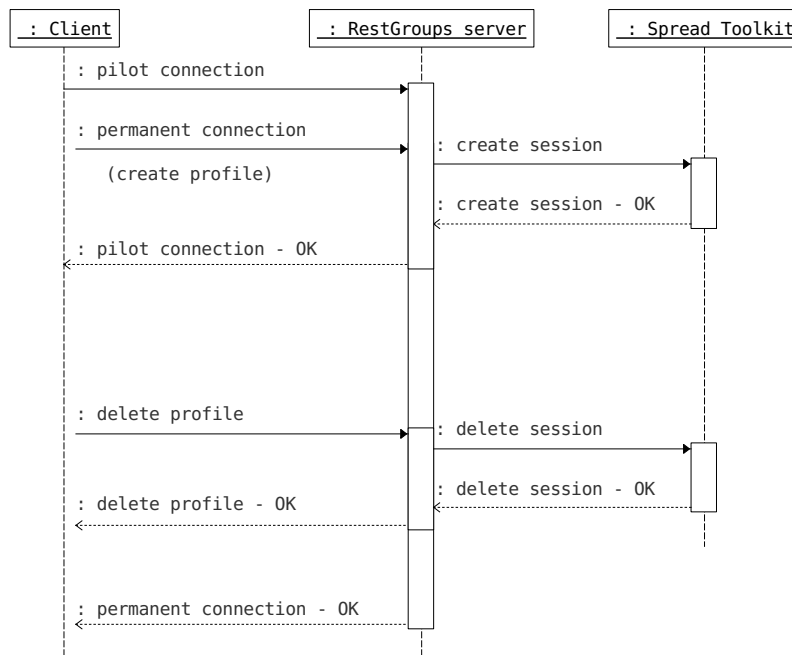 : Client
: RestGroups server
: Spread Toolkit
: pilot connection
: permanent connection
(create profile)
: create session
: create session - OK
: pilot connection - OK
: delete profile
: delete session
: delete session - OK
: delete profile - OK
: permanent connection - OK